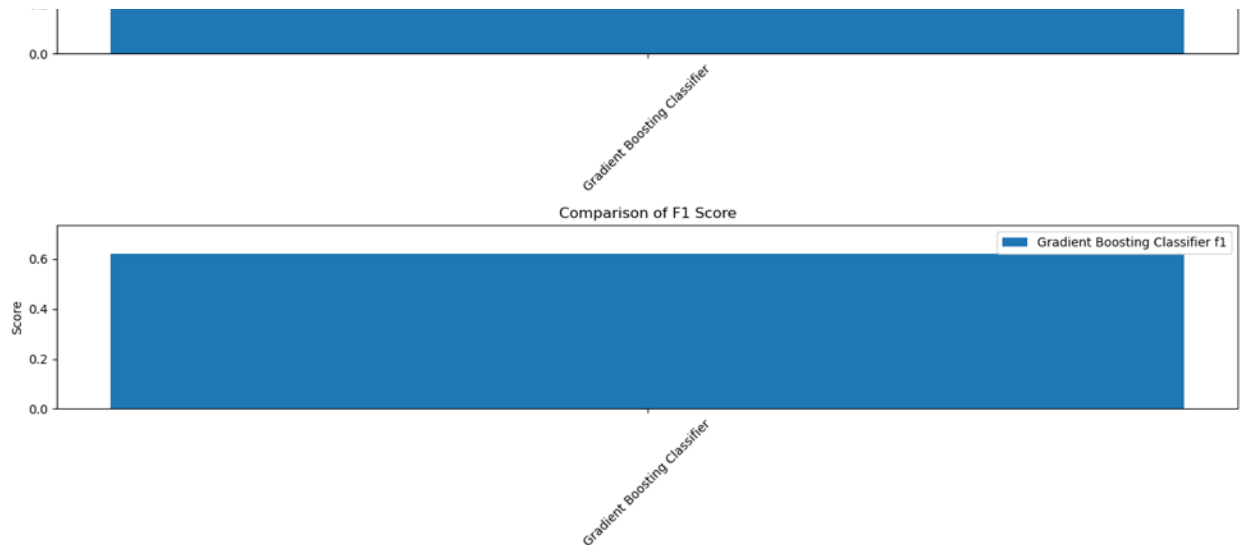 0.0
Gradient Boosting Classifier
Comparison of F1 Score
Gradient Boosting Classifier f1
0.6
0.4
0.2
0.0
Score
Gradient Boosting Classifier